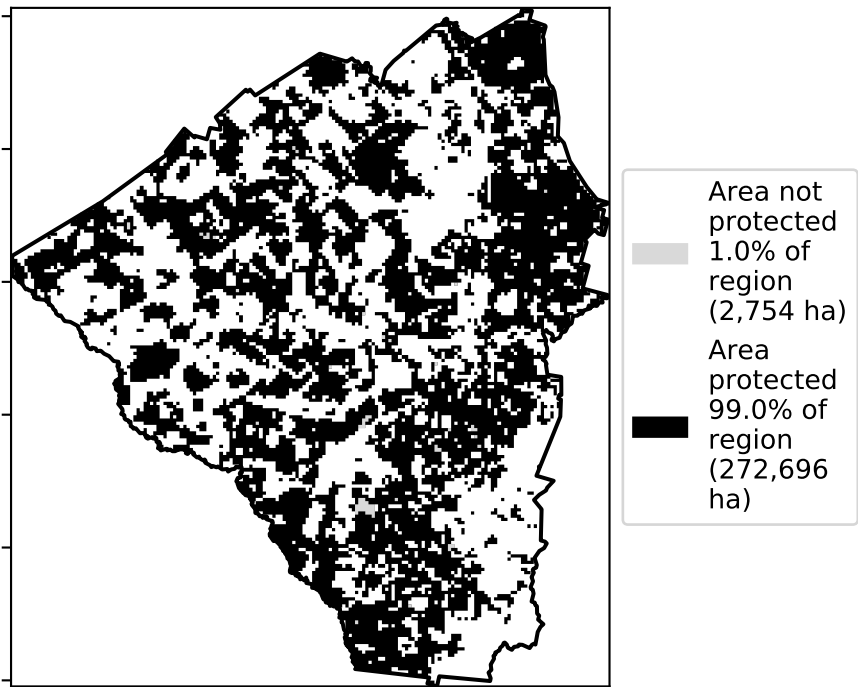 Area not
protected
1.0% of
region
(2,754 ha)
Area
protected
99.0% of
region
(272,696
ha)